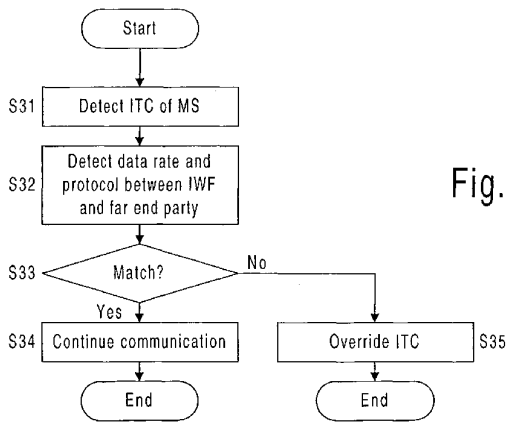 Start
S31 Detect ITC of MS
S32 Detect data rate and
protocol between IWF
and far end party
Fig.
S33 Match? No
Yes
S34 Continue communication
Override ITC S35
End
End